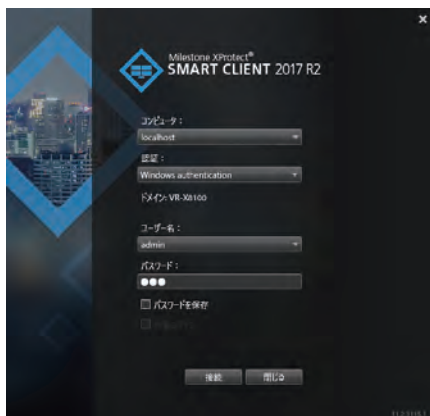 Milestone XProtect®
SMART CLIENT 2017 R2
コンピュータ：
localhost
認証：
Windows authentication
ドメイン: VR-X8100
ユーザー名：
admin
パスワード：
パスワードを保存
接続
閉じる